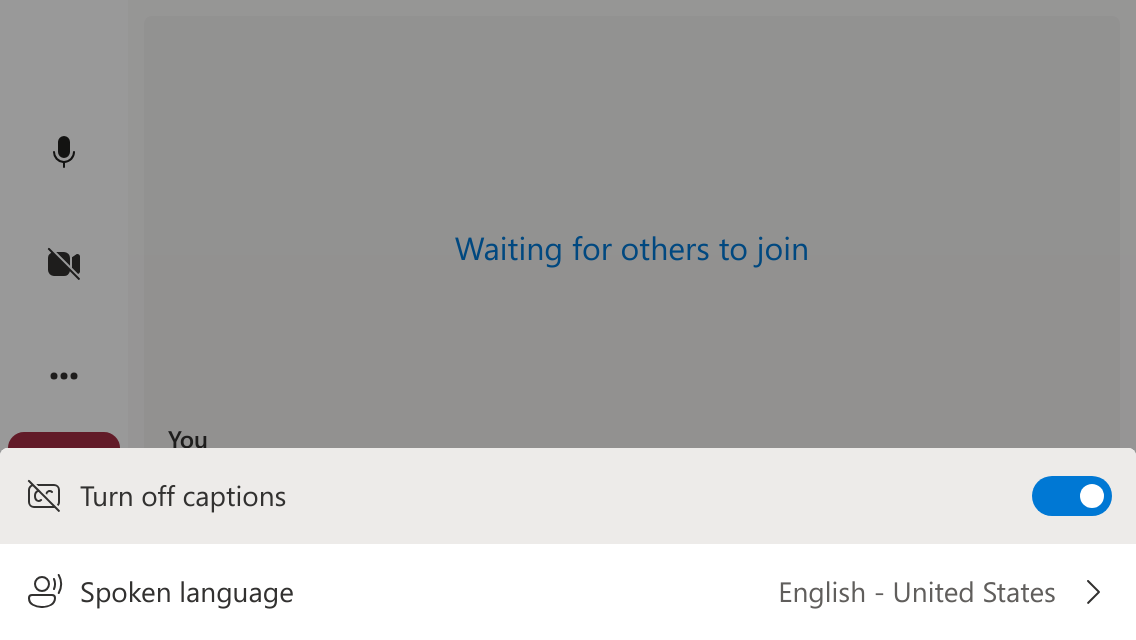 Waiting for others to join
You
Turn off captions
Spoken language English - United States